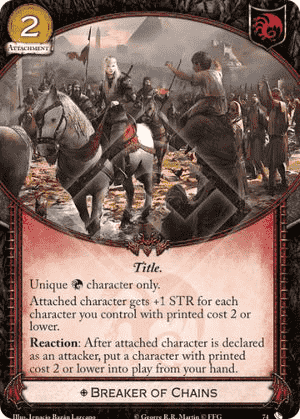 2
ATTACHMENT
Title.
Unique character only.
Attached character gets +1 STR for each
character you control with printed cost 2 or
lower.
Reaction: After attached character is declared
as an attacker, put a character with printed
cost 2 or lower into play from your hand.
Breaker of Chains
Illus. Ignacio Bazán Lazcano © George R.R. Martin © FFG 74